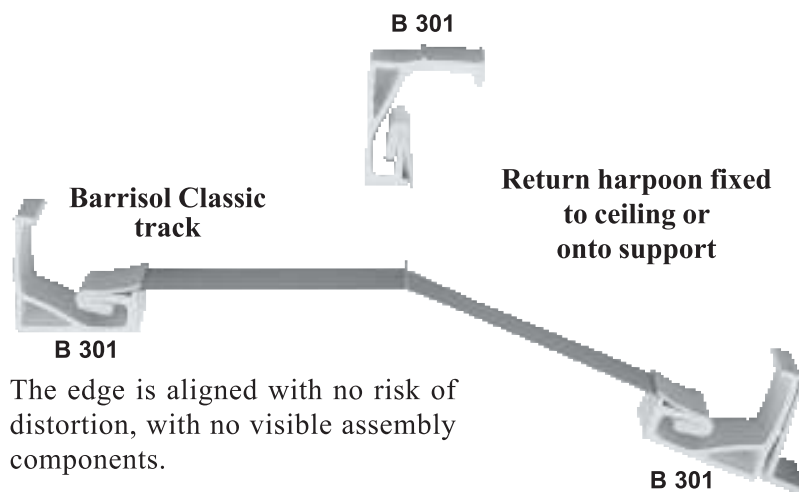 B 301
Barrisol Classic
track
Return harpoon fixed
to ceiling or
onto support
B 301
The edge is aligned with no risk of
distortion, with no visible assembly
components.
B 301